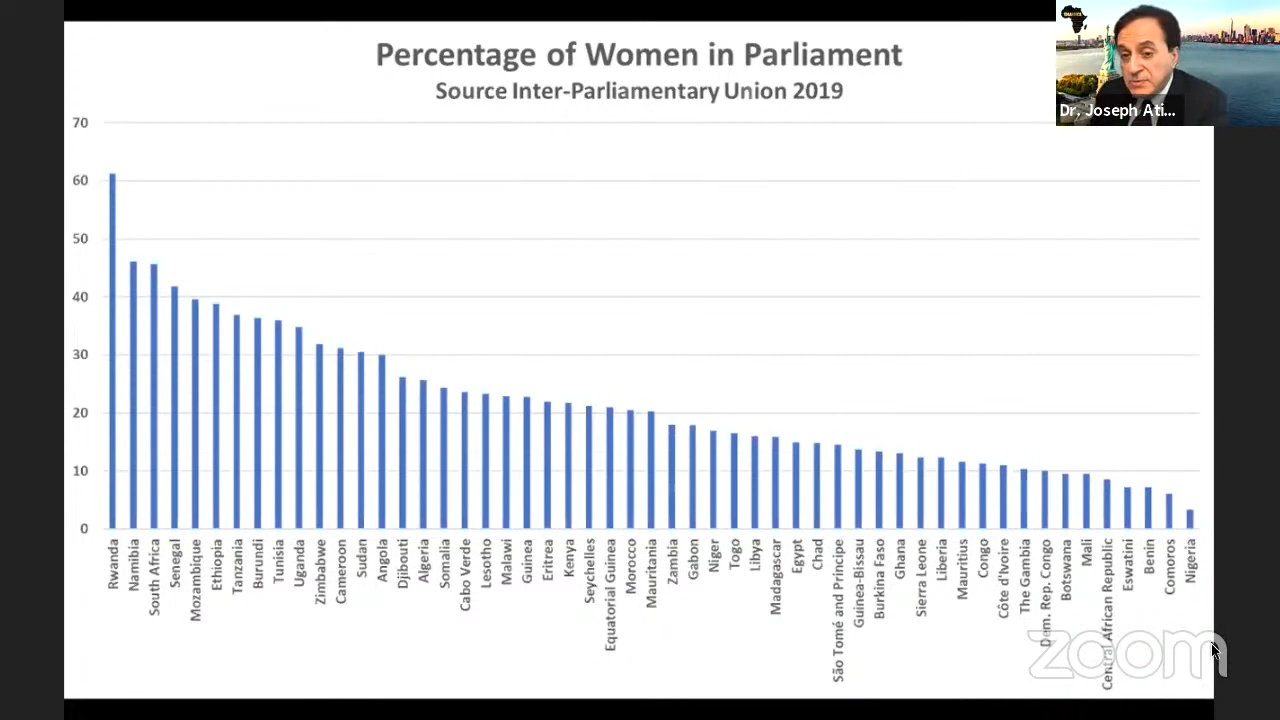 Percentage of Women in Parliament
Source Inter-Parliamentary Union 2019
Dr, Joseph Ati...
70
60
50
40
30
20
10
0
Rwanda
Namibia
South Africa
Senegal
Mozambique
Ethiopia
Tanzania
Burundi
Tunisia
Uganda
Zimbabwe
Cameroon
Sudan
Angola
Djibouti
Algeria
Somalia
Cabo Verde
Lesotho
Malawi
Guinea
Eritrea
Kenya
Seychelles
Equatorial Guinea
Morocco
Mauritania
Zambia
Gabon
Niger
Togo
Libya
Madagascar
Egypt
Chad
São Tomé and Principe
Guinea-Bissau
Burkina Faso
Ghana
Sierra Leone
Liberia
Mauritius
Congo
Côte d'Ivoire
The Gambia
Dem. Rep. Congo
Botswana
Mali
Central African Republic
Eswatini
Benin
Comoros
Nigeria
zoom